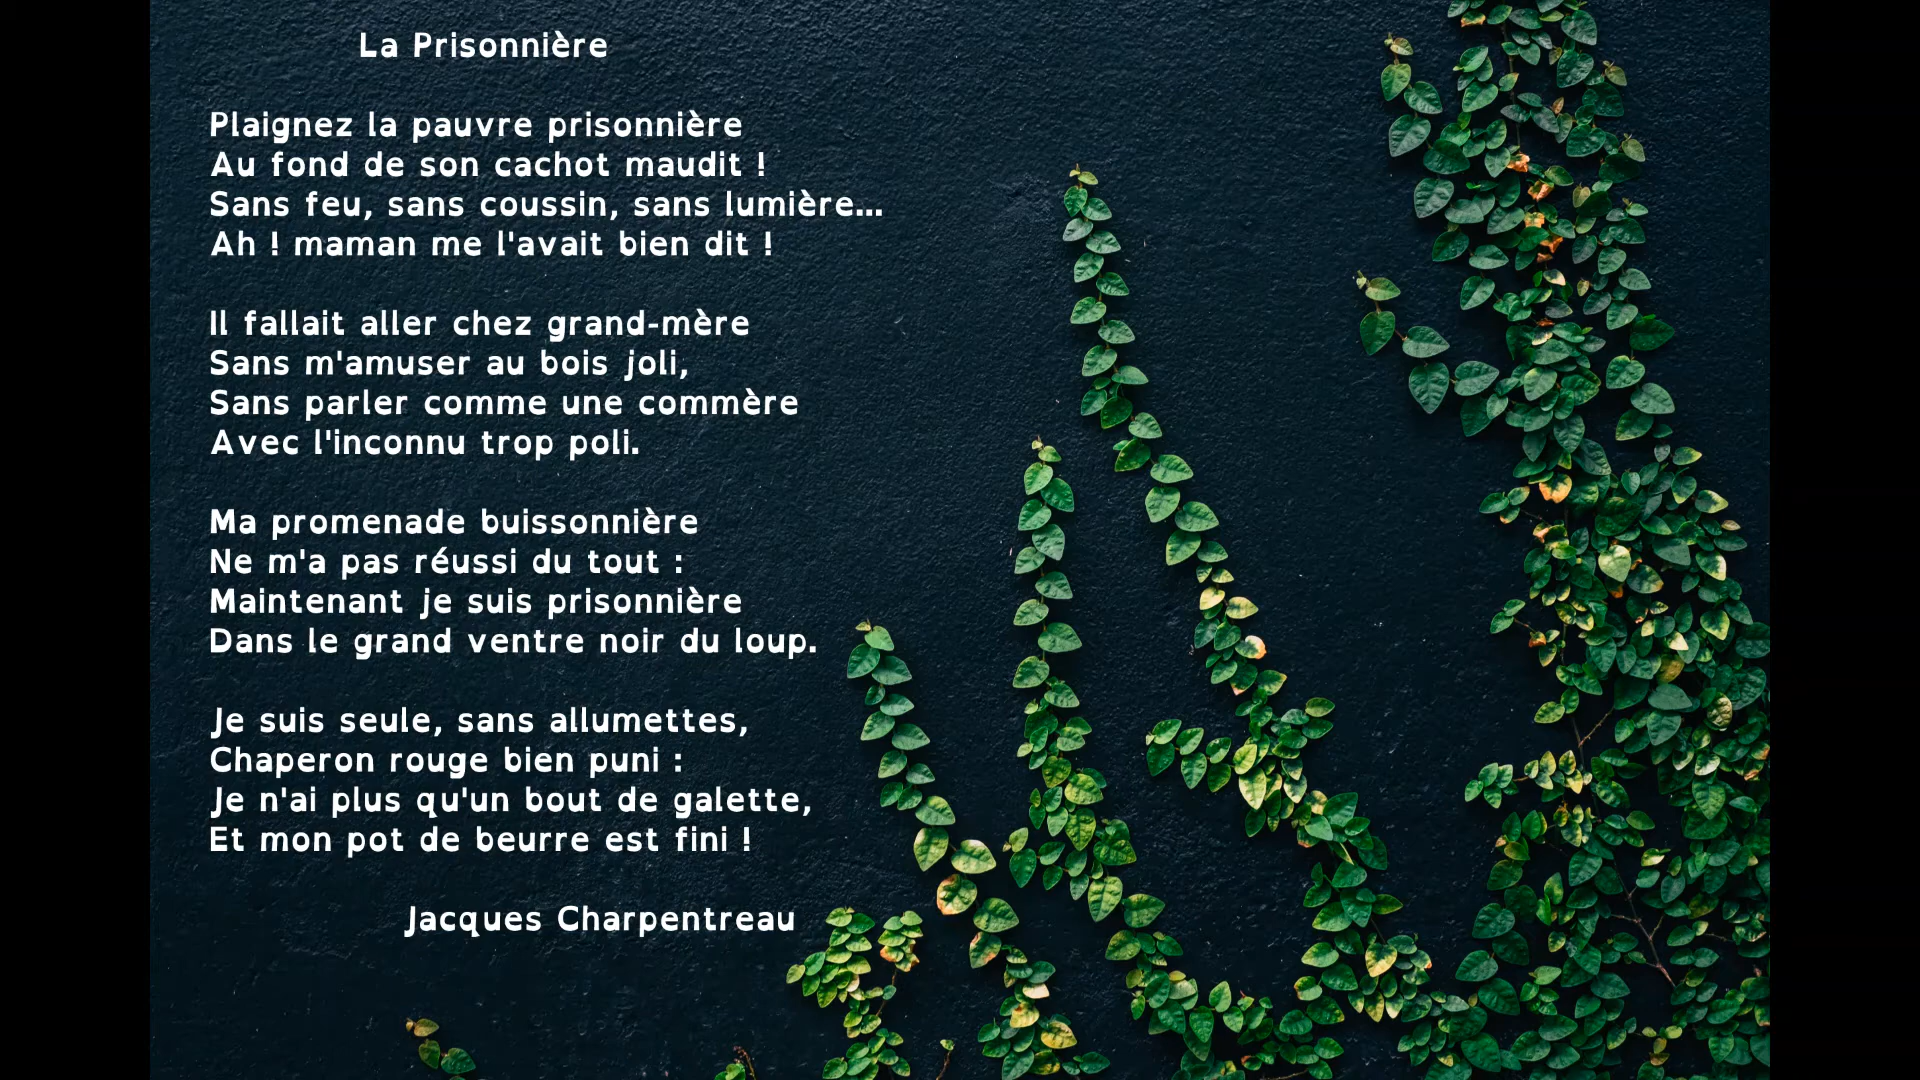 La Prisonnière
Plaignez la pauvre prisonnière
Au fond de son cachot maudit !
Sans feu, sans coussin, sans lumière...
Ah ! maman me l'avait bien dit !
Il fallait aller chez grand-mère
Sans m'amuser au bois joli,
Sans parler comme une commère
Avec l'inconnu trop poli.
Ma promenade buissonnière
Ne m'a pas réussi du tout :
Maintenant je suis prisonnière
Dans le grand ventre noir du loup.
Je suis seule, sans allumettes,
Chaperon rouge bien puni :
Je n'ai plus qu'un bout de galette,
Et mon pot de beurre est fini !
Jacques Charpentreau